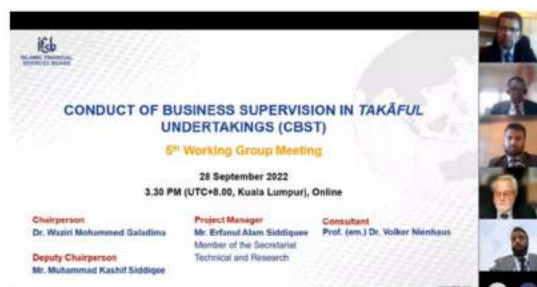 ifsb
ISLAMIC FINANCIAL
SERVICES BOARD
CONDUCT OF BUSINESS SUPERVISION IN TAKĀFUL
UNDERTAKINGS (CBST)
5th Working Group Meeting
28 September 2022
3.30 PM (UTC+8.00, Kuala Lumpur), Online
Chairperson
Dr. Waziri Mohammed Galadima
Deputy Chairperson
Mr. Muhammad Kashif Siddiqee
Project Manager
Mr. Erfanul Alam Siddiquee
Member of the Secretariat
Technical and Research
Consultant
Prof. (em.) Dr. Volker Nienhaus